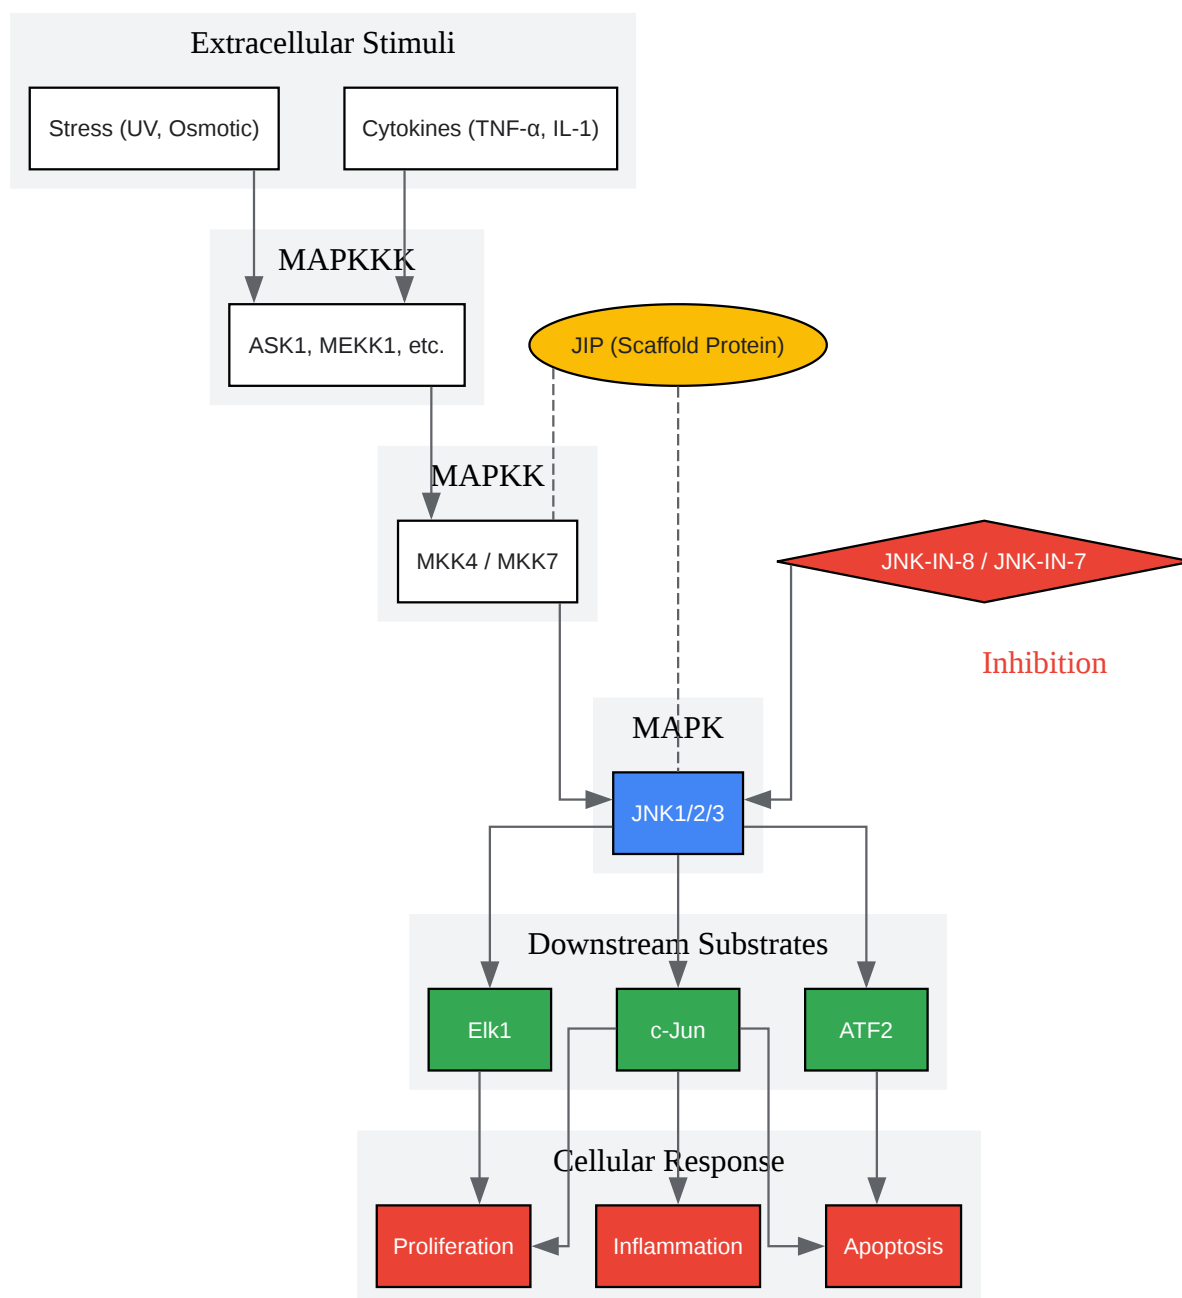 Extracellular Stimuli
Stress (UV, Osmotic)
Cytokines (TNF-α, IL-1)
MAPKKK
ASK1, MEKK1, etc.
JIP (Scaffold Protein)
MAPKK
MKK4 / MKK7
JNK-IN-8 / JNK-IN-7
Inhibition
MAPK
JNK1/2/3
Downstream Substrates
Elk1
c-Jun
ATF2
Cellular Response
Proliferation
Inflammation
Apoptosis